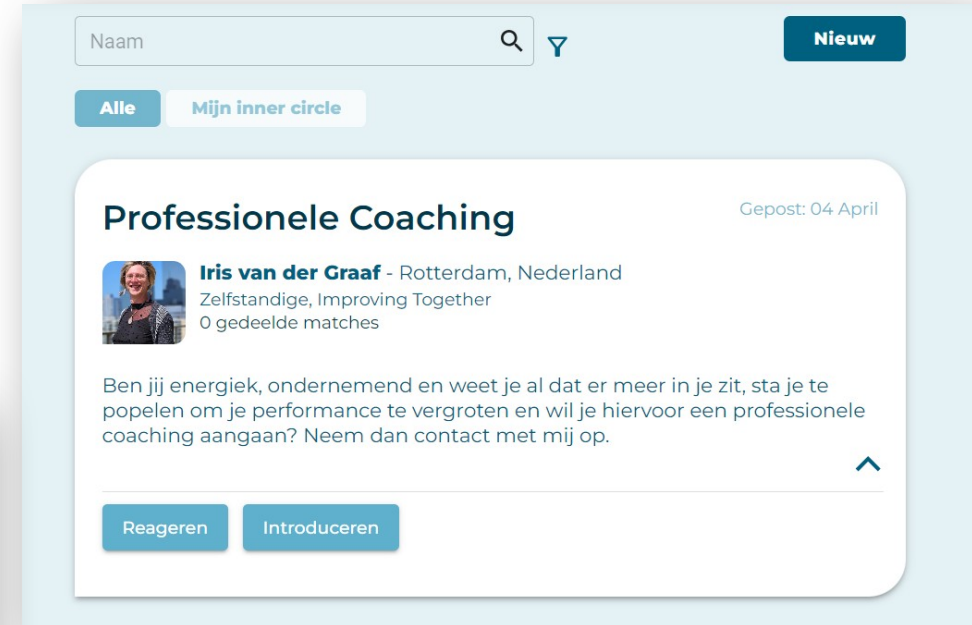 Naam
Nieuw
Alle
Mijn inner circle
Professionele Coaching
Gepost: 04 April
Iris van der Graaf - Rotterdam, Nederland
Zelfstandige, Improving Together
0 gedeelde matches
Ben jij energiek, ondernemend en weet je al dat er meer in je zit, sta je te
popelen om je performance te vergroten en wil je hiervoor een professionele
coaching aangaan? Neem dan contact met mij op.
Reageren
Introduceren